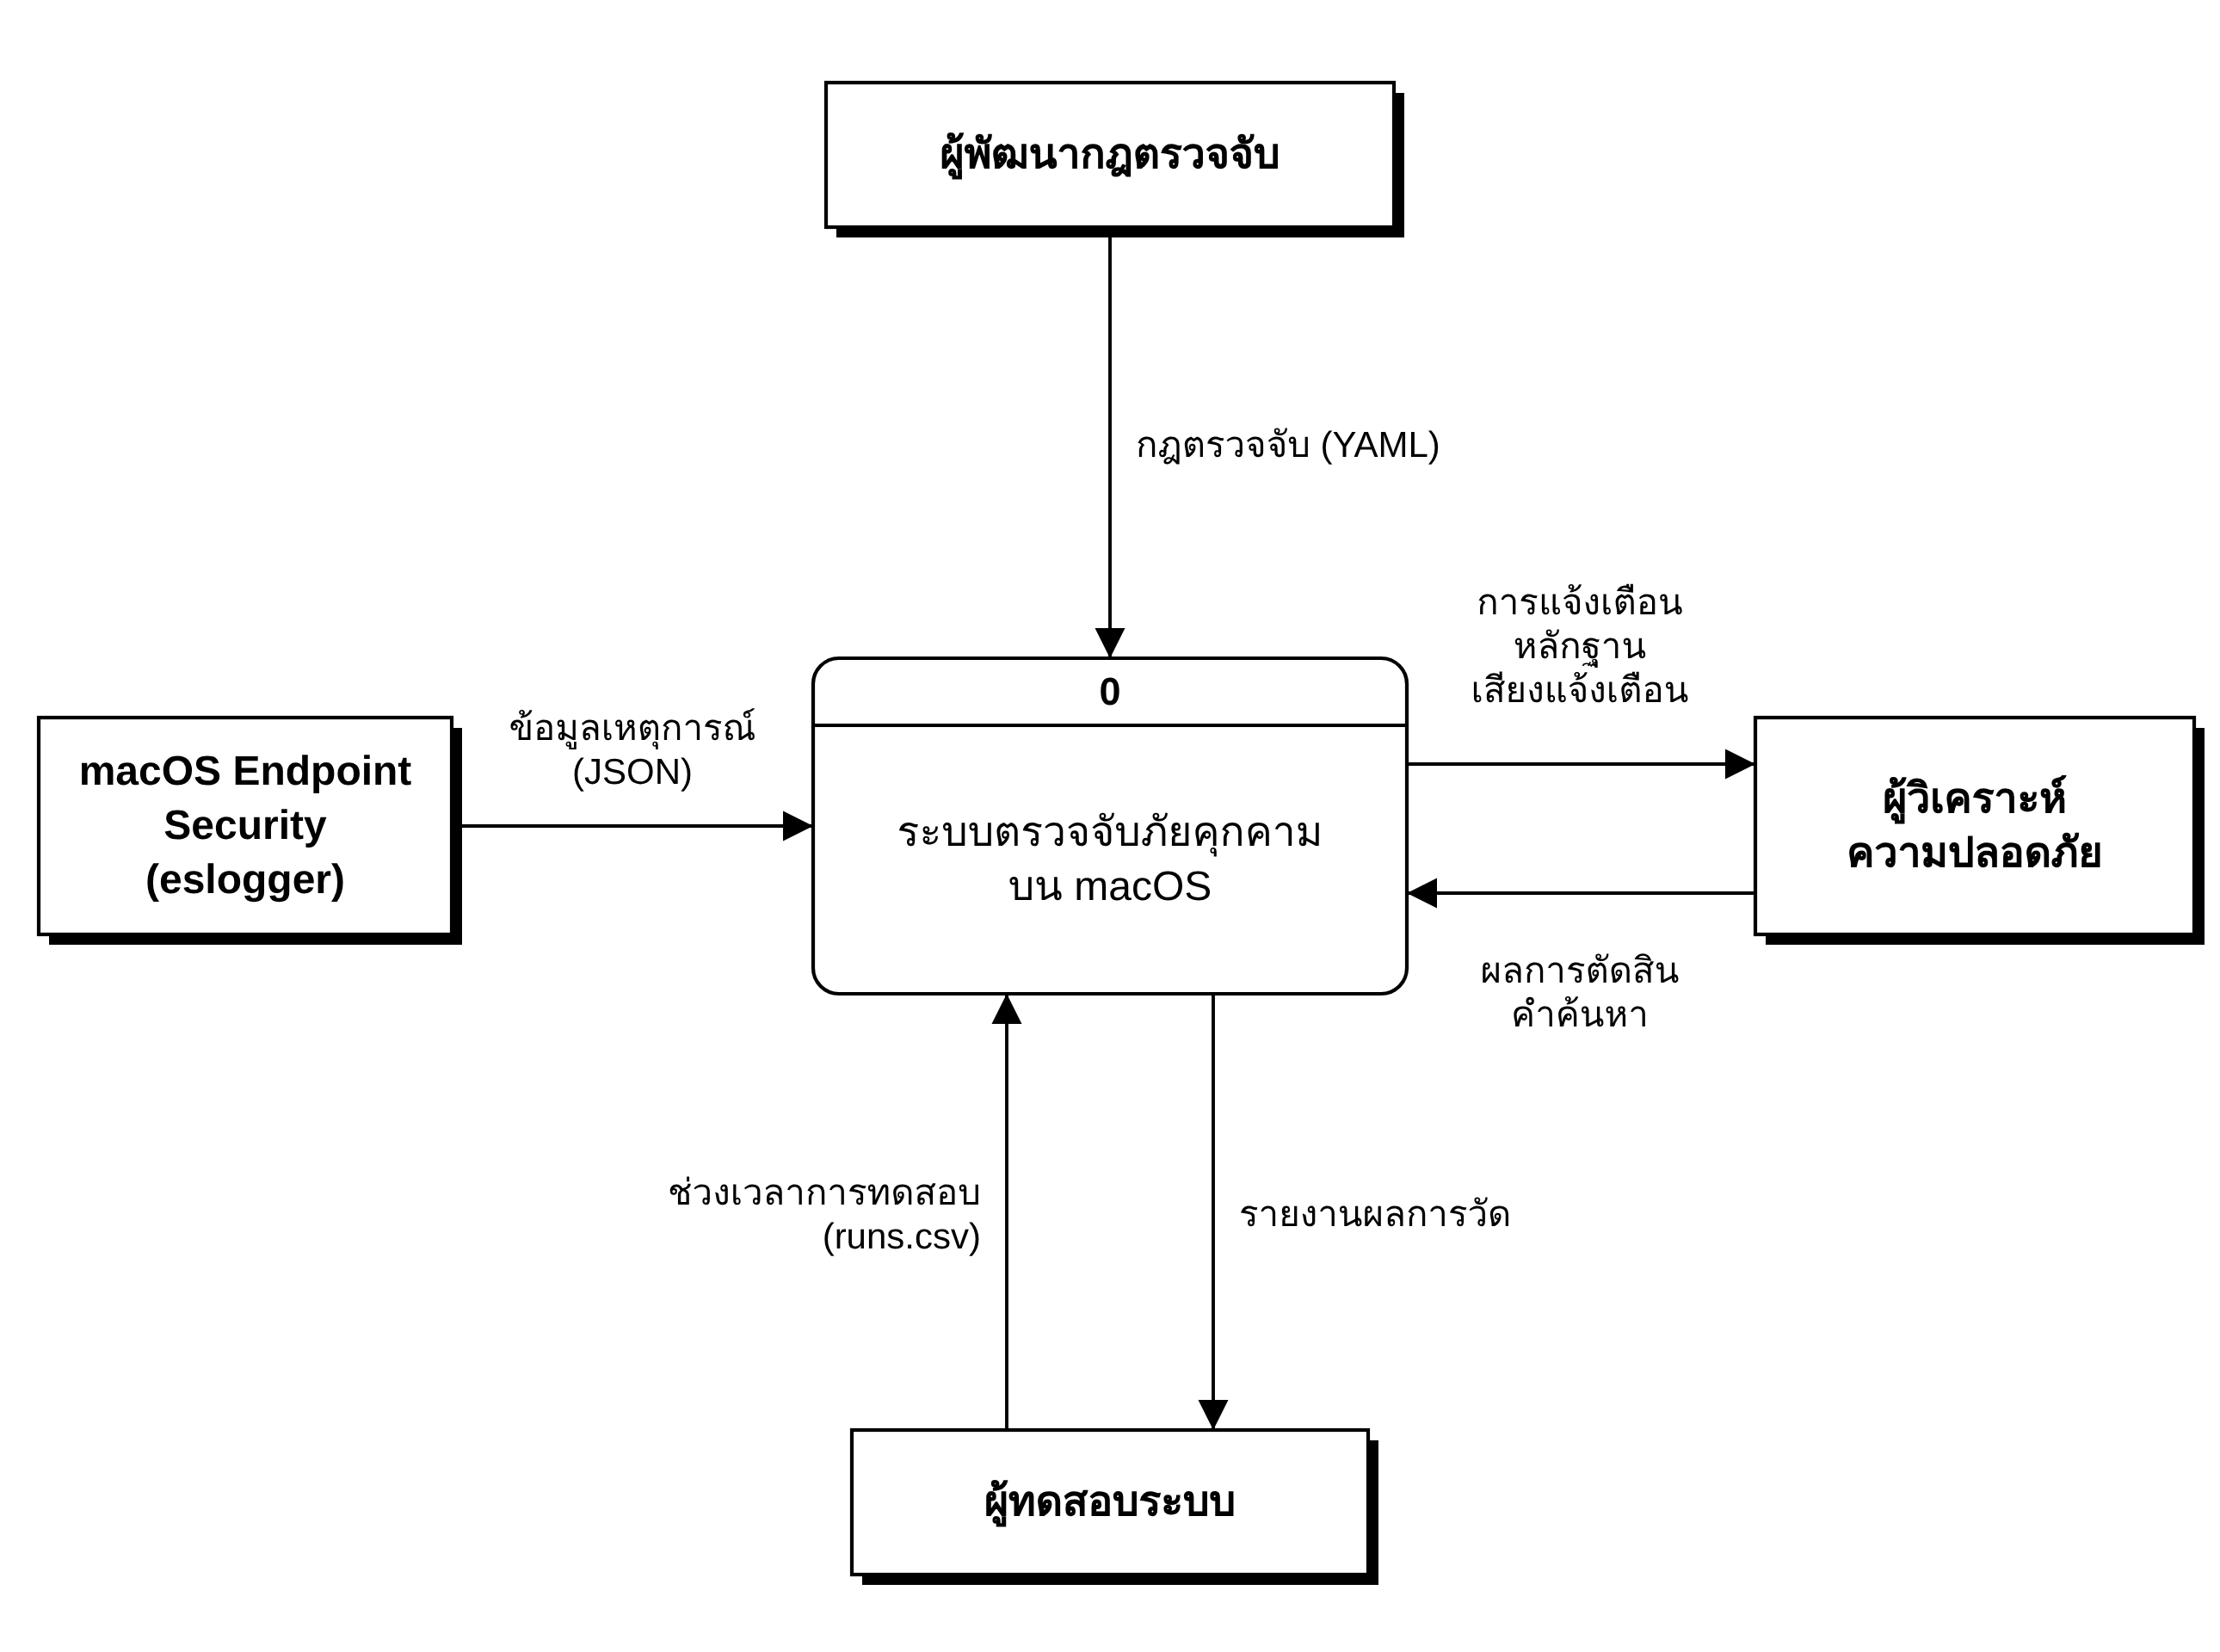 ผู้พัฒนากฎตรวจจับ
กฎตรวจจับ (YAML)
การแจ้งเตือน
หลักฐาน
เสียงแจ้งเตือน
0
ข้อมูลเหตุการณ์
(JSON)
macOS Endpoint
Security
(eslogger)
ระบบตรวจจับภัยคุกคาม
บน macOS
ผู้วิเคราะห์
ความปลอดภัย
ผลการตัดสิน
คำค้นหา
ช่วงเวลาการทดสอบ
(runs.csv)
รายงานผลการวัด
ผู้ทดสอบระบบ